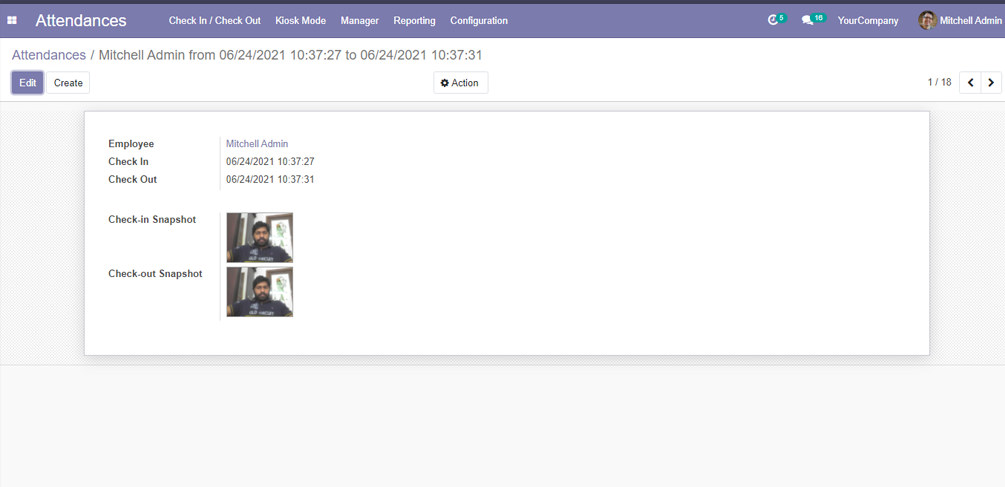 Attendances Check In / Check Out Kiosk Mode Manager Reporting Configuration 5 16 YourCompany Mitchell Admin
Attendances / Mitchell Admin from 06/24/2021 10:37:27 to 06/24/2021 10:37:31
Edit Create Action 1 / 18
Employee Mitchell Admin
Check In 06/24/2021 10:37:27
Check Out 06/24/2021 10:37:31
Check-in Snapshot
Check-out Snapshot